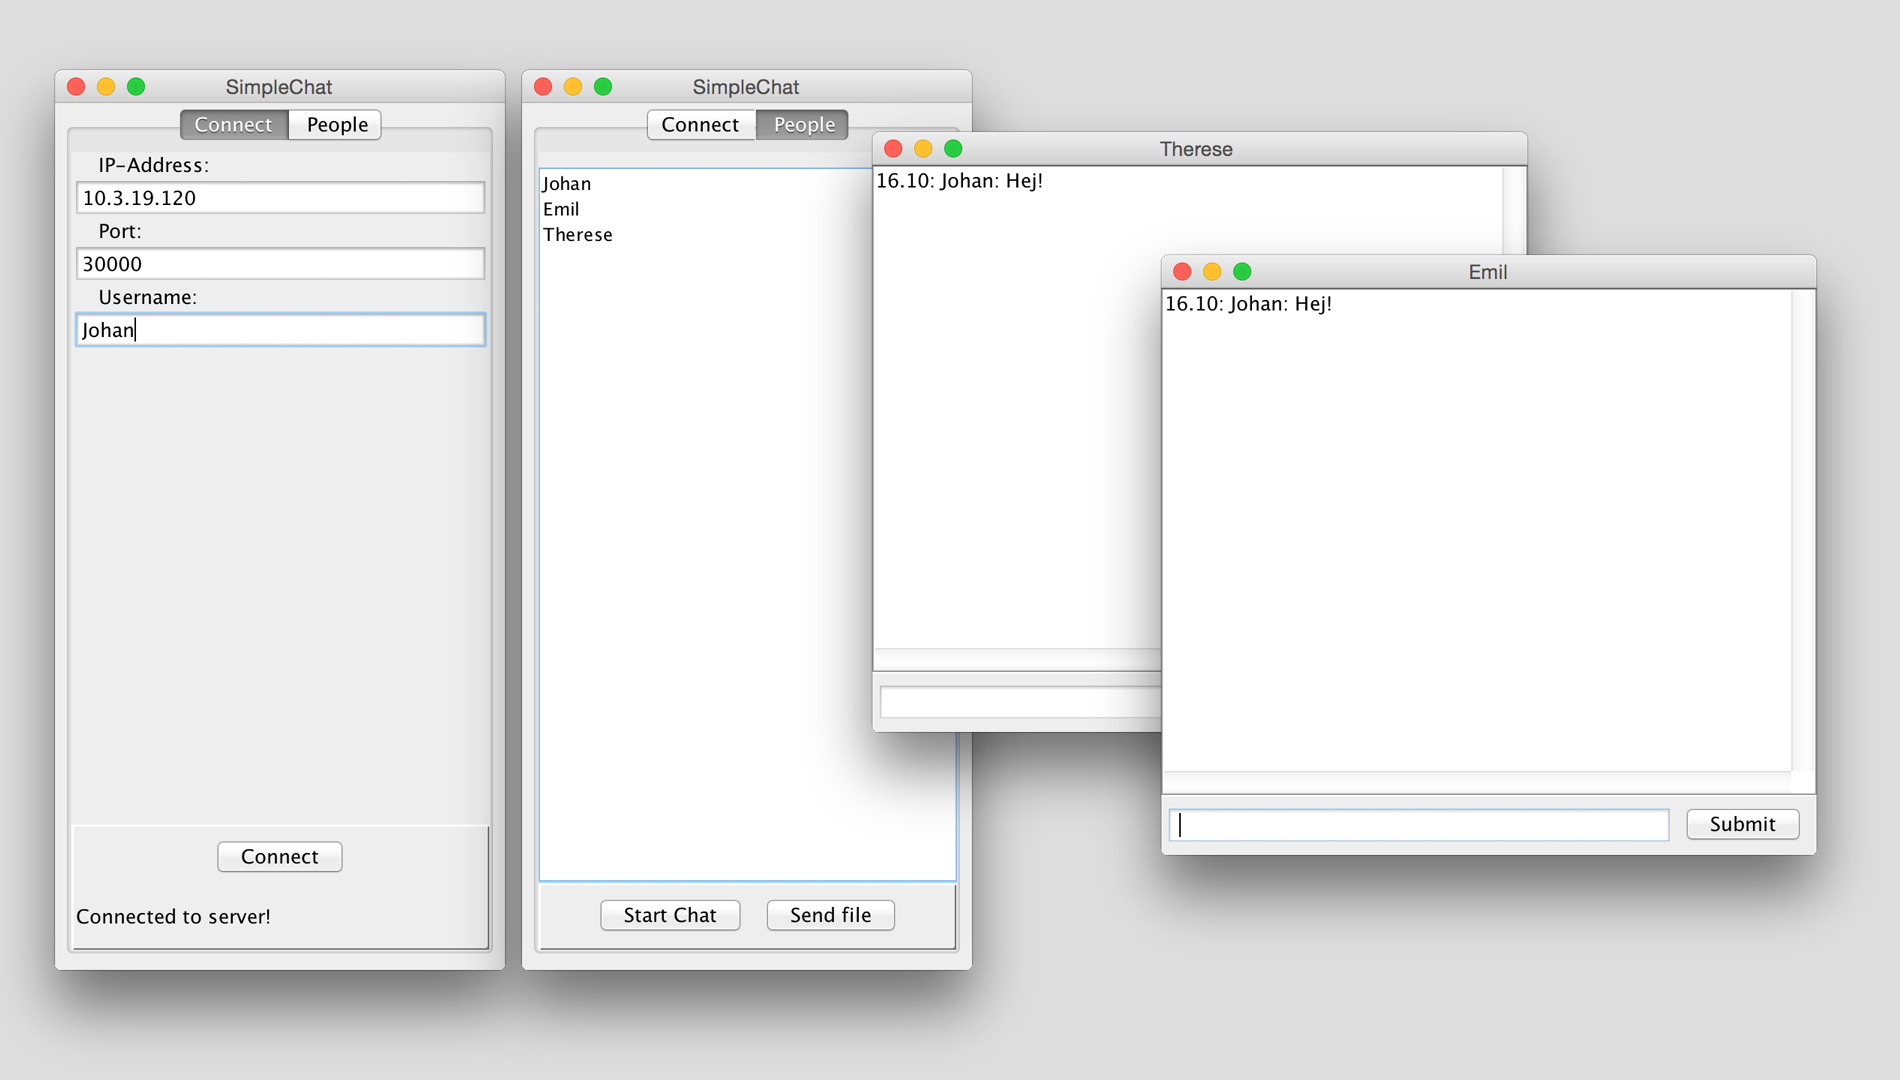 SimpleChat
Connect People
IP-Address:
10.3.19.120
Port:
30000
Username:
Johan
Connect
Connected to server!
SimpleChat
Connect People
Johan
Emil
Therese
Start Chat Send file
Therese
16.10: Johan: Hej!
Emil
16.10: Johan: Hej!
Submit